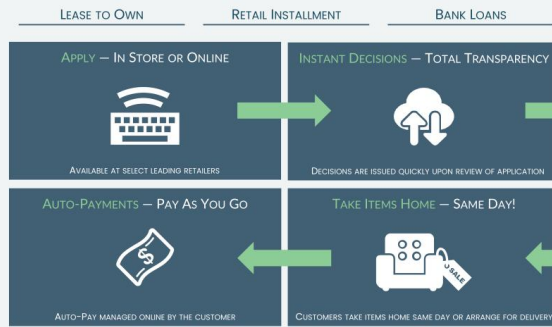 LEASE TO OWN
RETAIL INSTALLMENT
BANK LOANS
APPLY — IN STORE OR ONLINE
AVAILABLE AT SELECT LEADING RETAILERS
INSTANT DECISIONS — TOTAL TRANSPARENCY
DECISIONS ARE ISSUED QUICKLY UPON REVIEW OF APPLICATION
AUTO-PAYMENTS — PAY AS YOU GO
$
AUTO-PAY MANAGED ONLINE BY THE CUSTOMER
TAKE ITEMS HOME — SAME DAY!
SALE
CUSTOMERS TAKE ITEMS HOME SAME DAY OR ARRANGE FOR DELIVERY